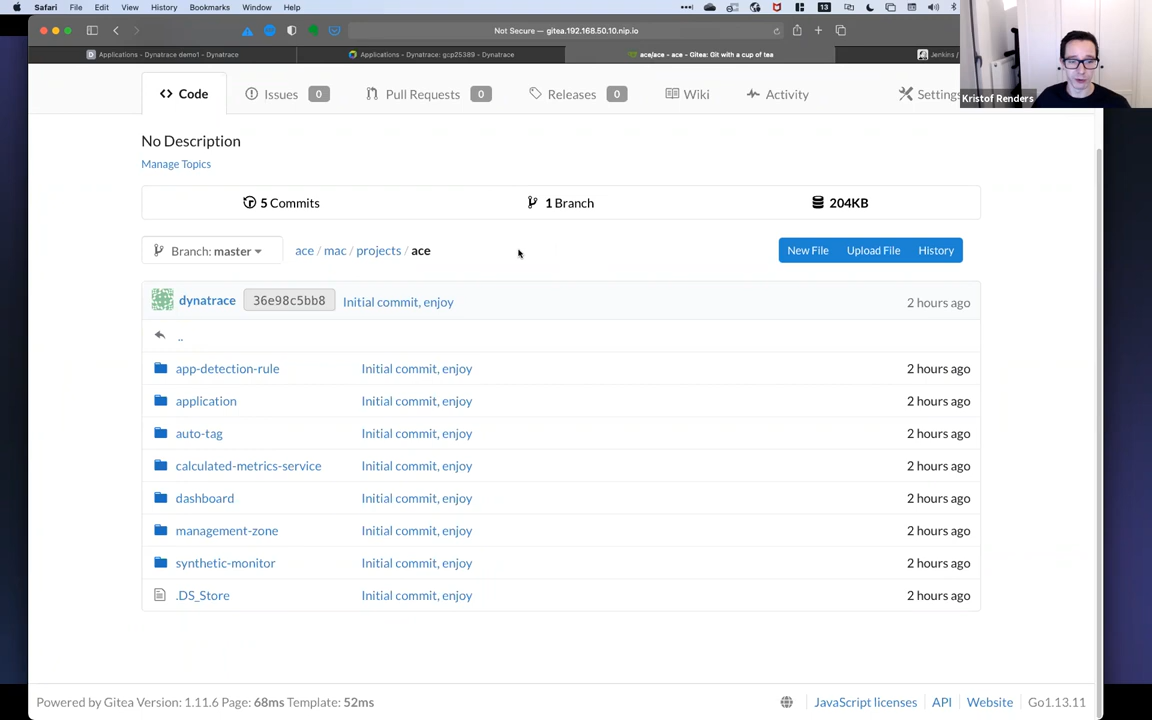 Safari File Edit View History Bookmarks Window Help
13
Not Secure — gitea.192.168.50.10.nip.io
Applications - Dynatrace demo1 - Dynatrace
Applications - Dynatrace: gcp25389 - Dynatrace
ace/ace - ace - Gitea: Git with a cup of tea
Jenkins /
Kristof Renders
Code
Issues 0
Pull Requests 0
Releases 0
Wiki
Activity
Settings
No Description
Manage Topics
5 Commits
1 Branch
204KB
Branch: master
ace / mac / projects / ace
New File
Upload File
History
dynatrace 36e98c5bb8 Initial commit, enjoy 2 hours ago
..
app-detection-rule Initial commit, enjoy 2 hours ago
application Initial commit, enjoy 2 hours ago
auto-tag Initial commit, enjoy 2 hours ago
calculated-metrics-service Initial commit, enjoy 2 hours ago
dashboard Initial commit, enjoy 2 hours ago
management-zone Initial commit, enjoy 2 hours ago
synthetic-monitor Initial commit, enjoy 2 hours ago
.DS_Store Initial commit, enjoy 2 hours ago
Powered by Gitea Version: 1.11.6 Page: 68ms Template: 52ms
JavaScript licenses
API
Website
Go1.13.11